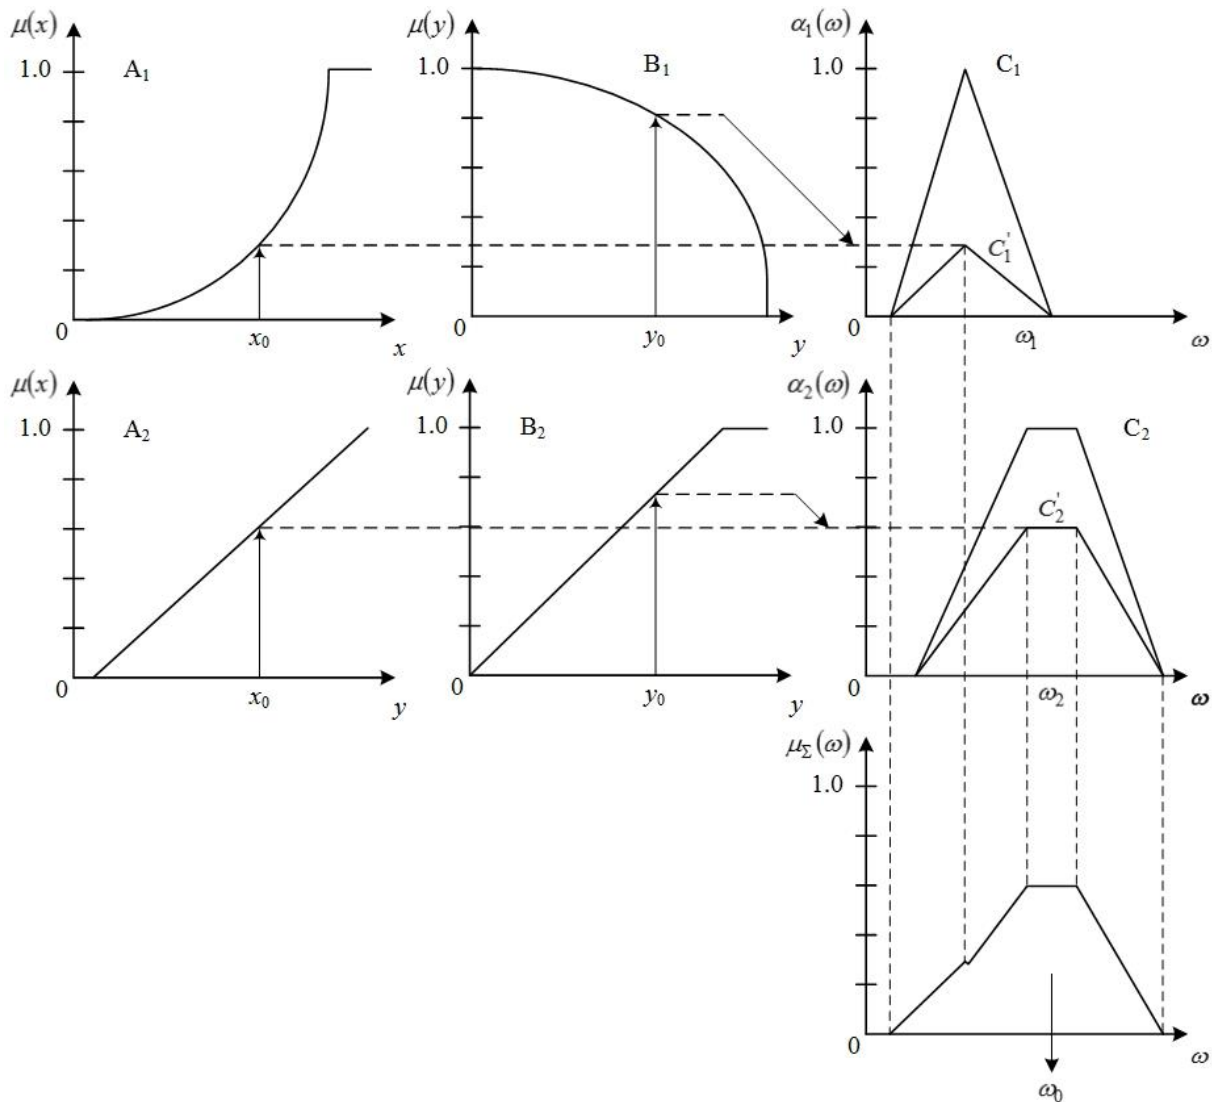 μ(x) μ(y) α₁(ω)
1.0 A₁ 1.0 B₁ 1.0 C₁
C₁'
0 x₀ x 0 y₀ y 0 ω₁ ω
μ(x) μ(y) α₂(ω)
1.0 A₂ 1.0 B₂ 1.0 C₂
C₂'
0 x₀ y 0 y₀ y 0 ω₂ ω
μ_Σ(ω)
1.0
0 ω
ω₀